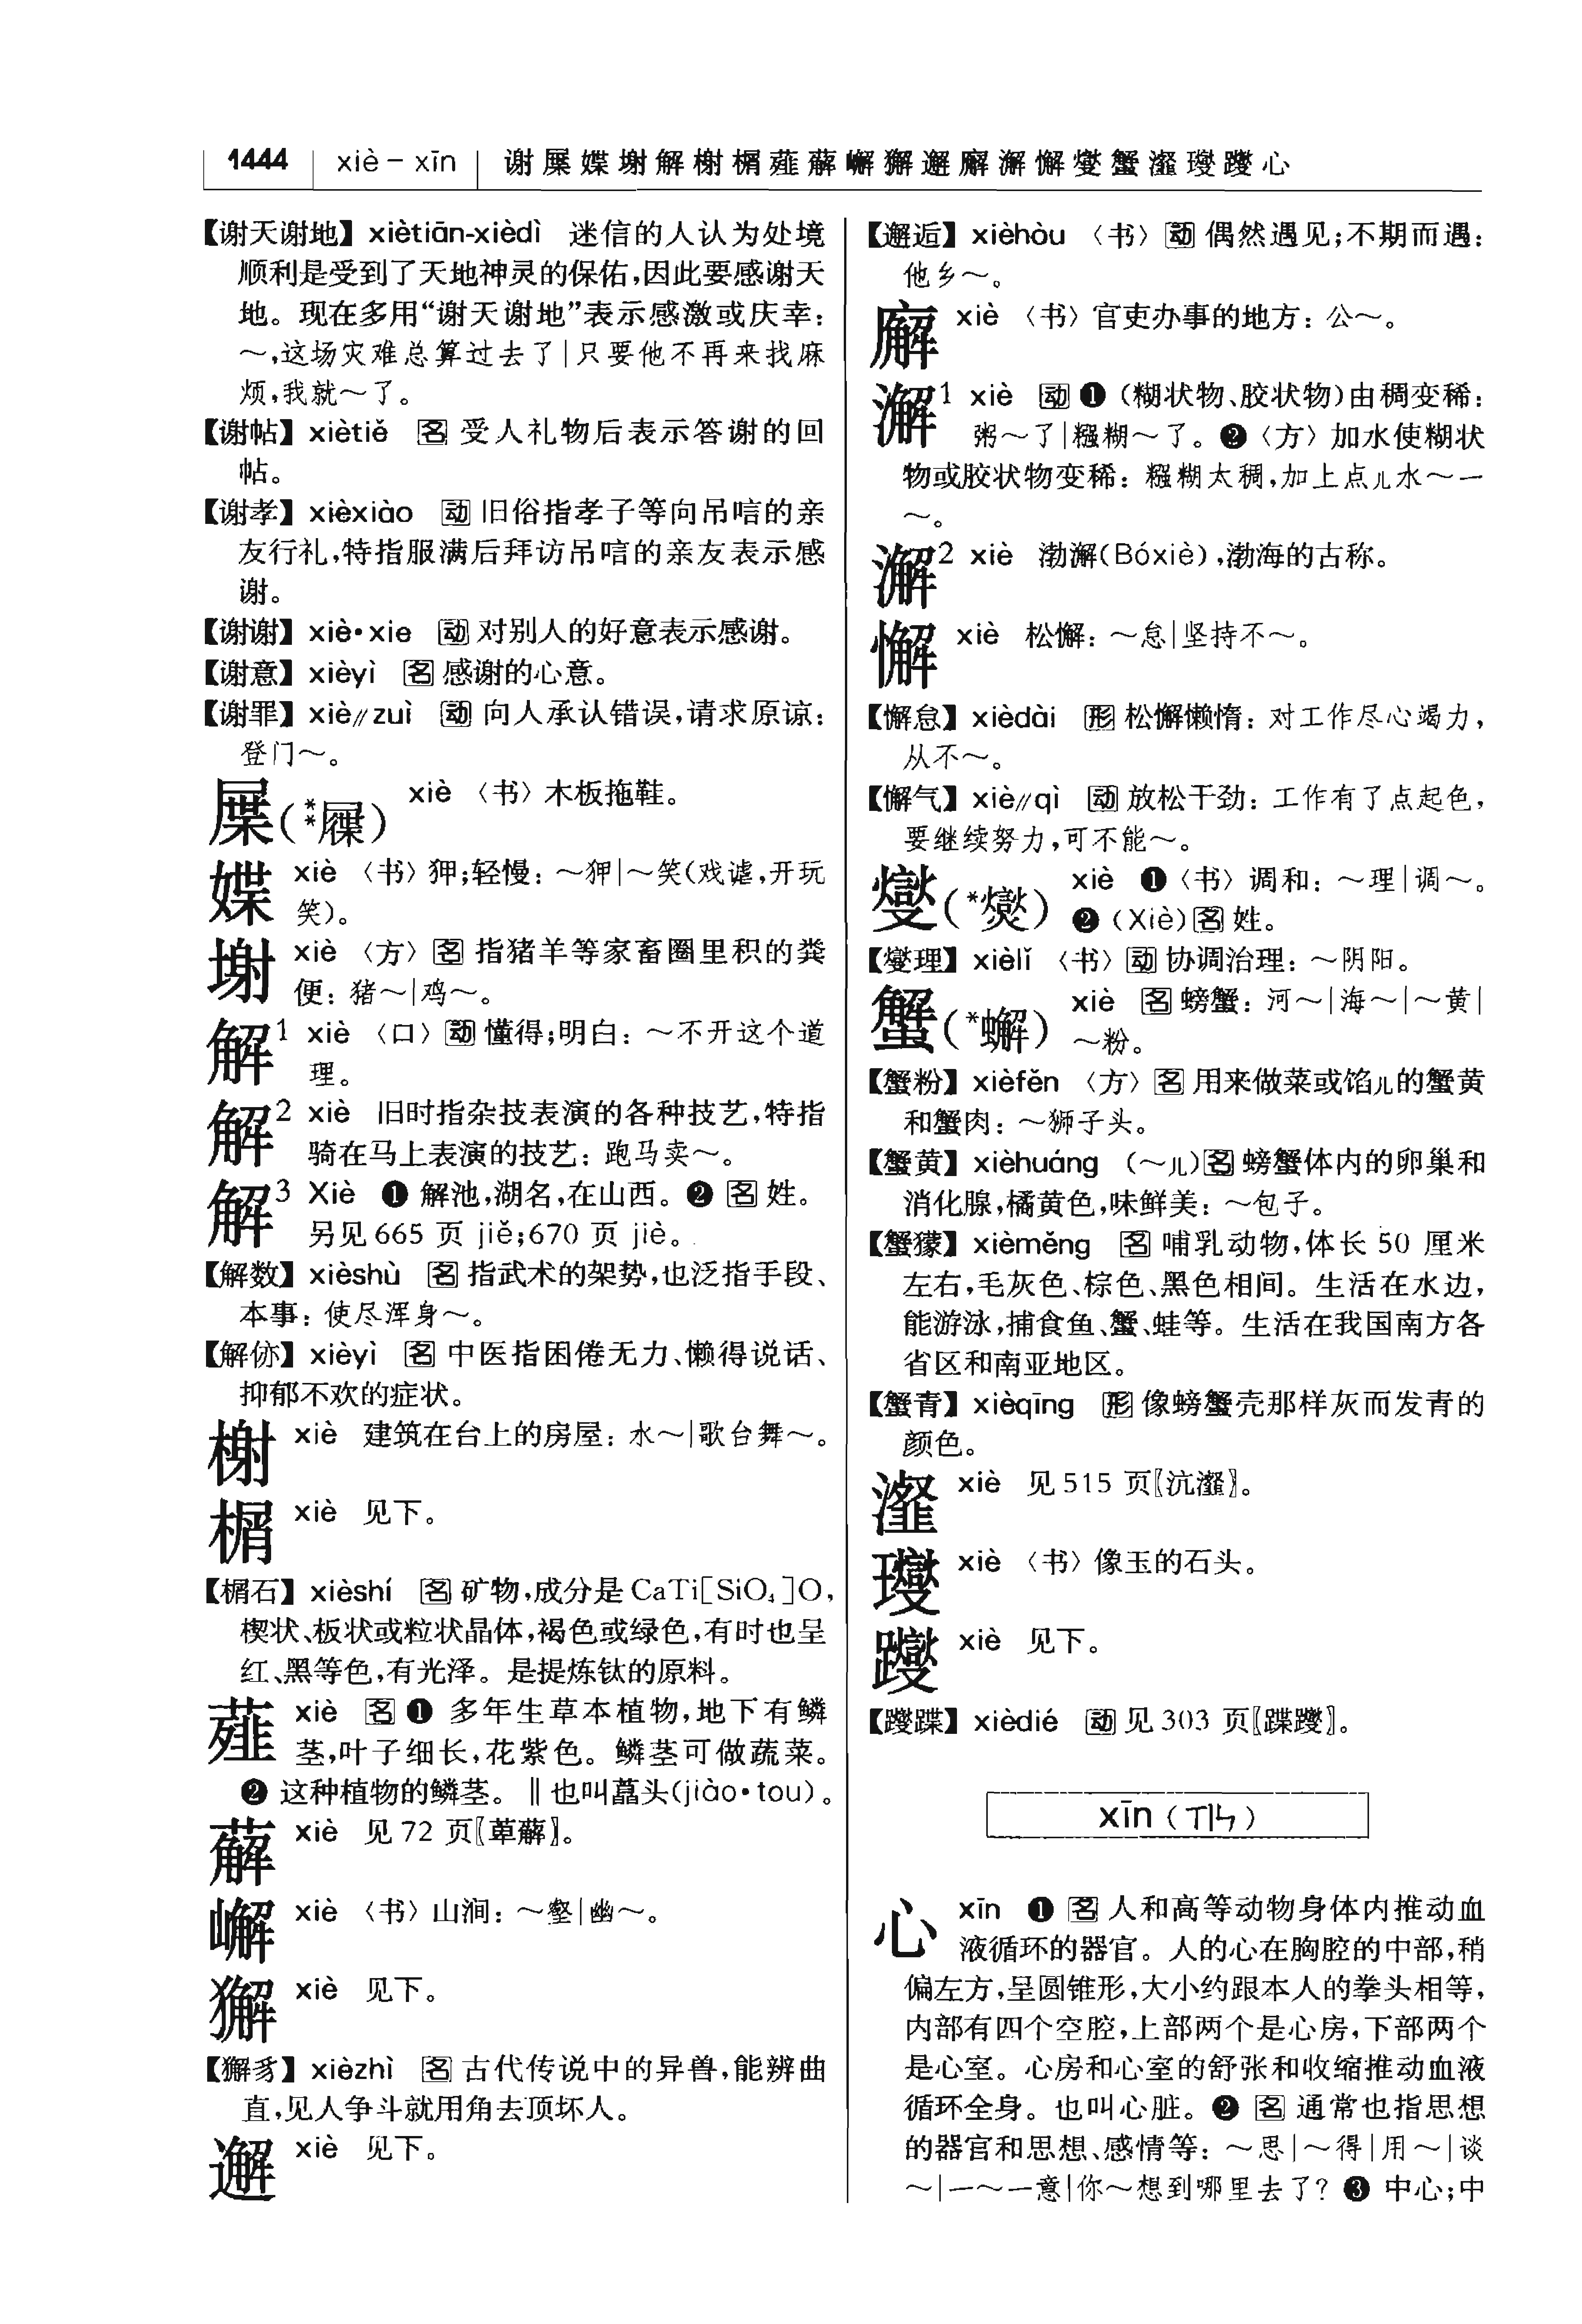 1444 xiè－xīn 谢屧媟塮解榭榍薤薢嶰獬邂廨澥懈燮蟹瀣璱躞心
【谢天谢地】xiètiān-xièdì 迷信的人认为处境
顺利是受到了天地神灵的保佑,因此要感谢天
地。现在多用“谢天谢地”表示感激或庆幸：
～,这场灾难总算过去了|只要他不再来找麻
烦,我就～了。
【谢帖】xiètiě 名 受人礼物后表示答谢的回
帖。
【谢孝】xièxiào 动 旧俗指孝子等向吊唁的亲
友行礼,特指服满后拜访吊唁的亲友表示感
谢。
【谢谢】xiè•xie 动 对别人的好意表示感谢。
【谢意】xièyì 名 感谢的心意。
【谢罪】xiè//zuì 动 向人承认错误,请求原谅：
登门～。
屧(**屟) xiè 〈书〉木板拖鞋。
媟 xiè 〈书〉狎;轻慢：～狎|～笑(戏谑,开玩
笑)。
塮 xiè 〈方〉名 指猪羊等家畜圈里积的粪
便：猪～|鸡～。
解1 xiè 〈口〉动 懂得;明白：～不开这个道
理。
解2 xiè 旧时指杂技表演的各种技艺,特指
骑在马上表演的技艺：跑马卖～。
解3 Xiè ❶ 解池,湖名,在山西。❷ 名 姓。
另见 665 页 jiě;670 页 jiè。
【解数】xièshù 名 指武术的架势,也泛指手段、
本事：使尽浑身～。
【解㑊】xièyì 名 中医指困倦无力、懒得说话、
抑郁不欢的症状。
榭 xiè 建筑在台上的房屋：水～|歌台舞～。
榍 xiè 见下。
【榍石】xièshí 名 矿物,成分是 CaTi[SiO₄]O,
楔状、板状或粒状晶体,褐色或绿色,有时也呈
红、黑等色,有光泽。是提炼钛的原料。
薤 xiè 名 ❶ 多年生草本植物,地下有鳞
茎,叶子细长,花紫色。鳞茎可做蔬菜。
❷ 这种植物的鳞茎。‖也叫藠头(jiào•tou)。
薢 xiè 见 72 页〖萆薢〗。
嶰 xiè 〈书〉山涧：～壑|幽～。
獬 xiè 见下。
【獬豸】xièzhì 名 古代传说中的异兽,能辨曲
直,见人争斗就用角去顶坏人。
邂 xiè 见下。
【邂逅】xièhòu 〈书〉动 偶然遇见;不期而遇：
他乡～。
廨 xiè 〈书〉官吏办事的地方：公～。
澥1 xiè 动 ❶ (糊状物、胶状物)由稠变稀：
粥～了|糨糊～了。❷〈方〉加水使糊状
物或胶状物变稀：糨糊太稠,加上点儿水～一
～。
澥2 xiè 渤澥(Bóxiè),渤海的古称。
懈 xiè 松懈：～怠|坚持不～。
【懈怠】xièdài 形 松懈懒惰：对工作尽心竭力,
从不～。
【懈气】xiè//qì 动 放松干劲：工作有了点起色,
要继续努力,可不能～。
燮(*爕) xiè ❶〈书〉调和：～理|调～。
❷ (Xiè)名 姓。
【燮理】xièlǐ 〈书〉动 协调治理：～阴阳。
蟹(*蠏) xiè 名 螃蟹：河～|海～|～黄|
～粉。
【蟹粉】xièfěn 〈方〉名 用来做菜或馅儿的蟹黄
和蟹肉：～狮子头。
【蟹黄】xièhuáng (～儿)名 螃蟹体内的卵巢和
消化腺,橘黄色,味鲜美：～包子。
【蟹獴】xièměng 名 哺乳动物,体长 50 厘米
左右,毛灰色、棕色、黑色相间。生活在水边,
能游泳,捕食鱼、蟹、蛙等。生活在我国南方各
省区和南亚地区。
【蟹青】xièqīng 形 像螃蟹壳那样灰而发青的
颜色。
瀣 xiè 见 515 页〖沆瀣〗。
㻽 xiè 〈书〉像玉的石头。
躞 xiè 见下。
【躞蹀】xièdié 动 见 303 页〖蹀躞〗。
xīn (ㄒㄧㄣ)
心 xīn ❶ 名 人和高等动物身体内推动血
液循环的器官。人的心在胸腔的中部,稍
偏左方,呈圆锥形,大小约跟本人的拳头相等,
内部有四个空腔,上部两个是心房,下部两个
是心室。心房和心室的舒张和收缩推动血液
循环全身。也叫心脏。❷ 名 通常也指思想
的器官和思想、感情等：～思|～得|用～|谈
～|一～一意|你～想到哪里去了? ❸ 中心;中